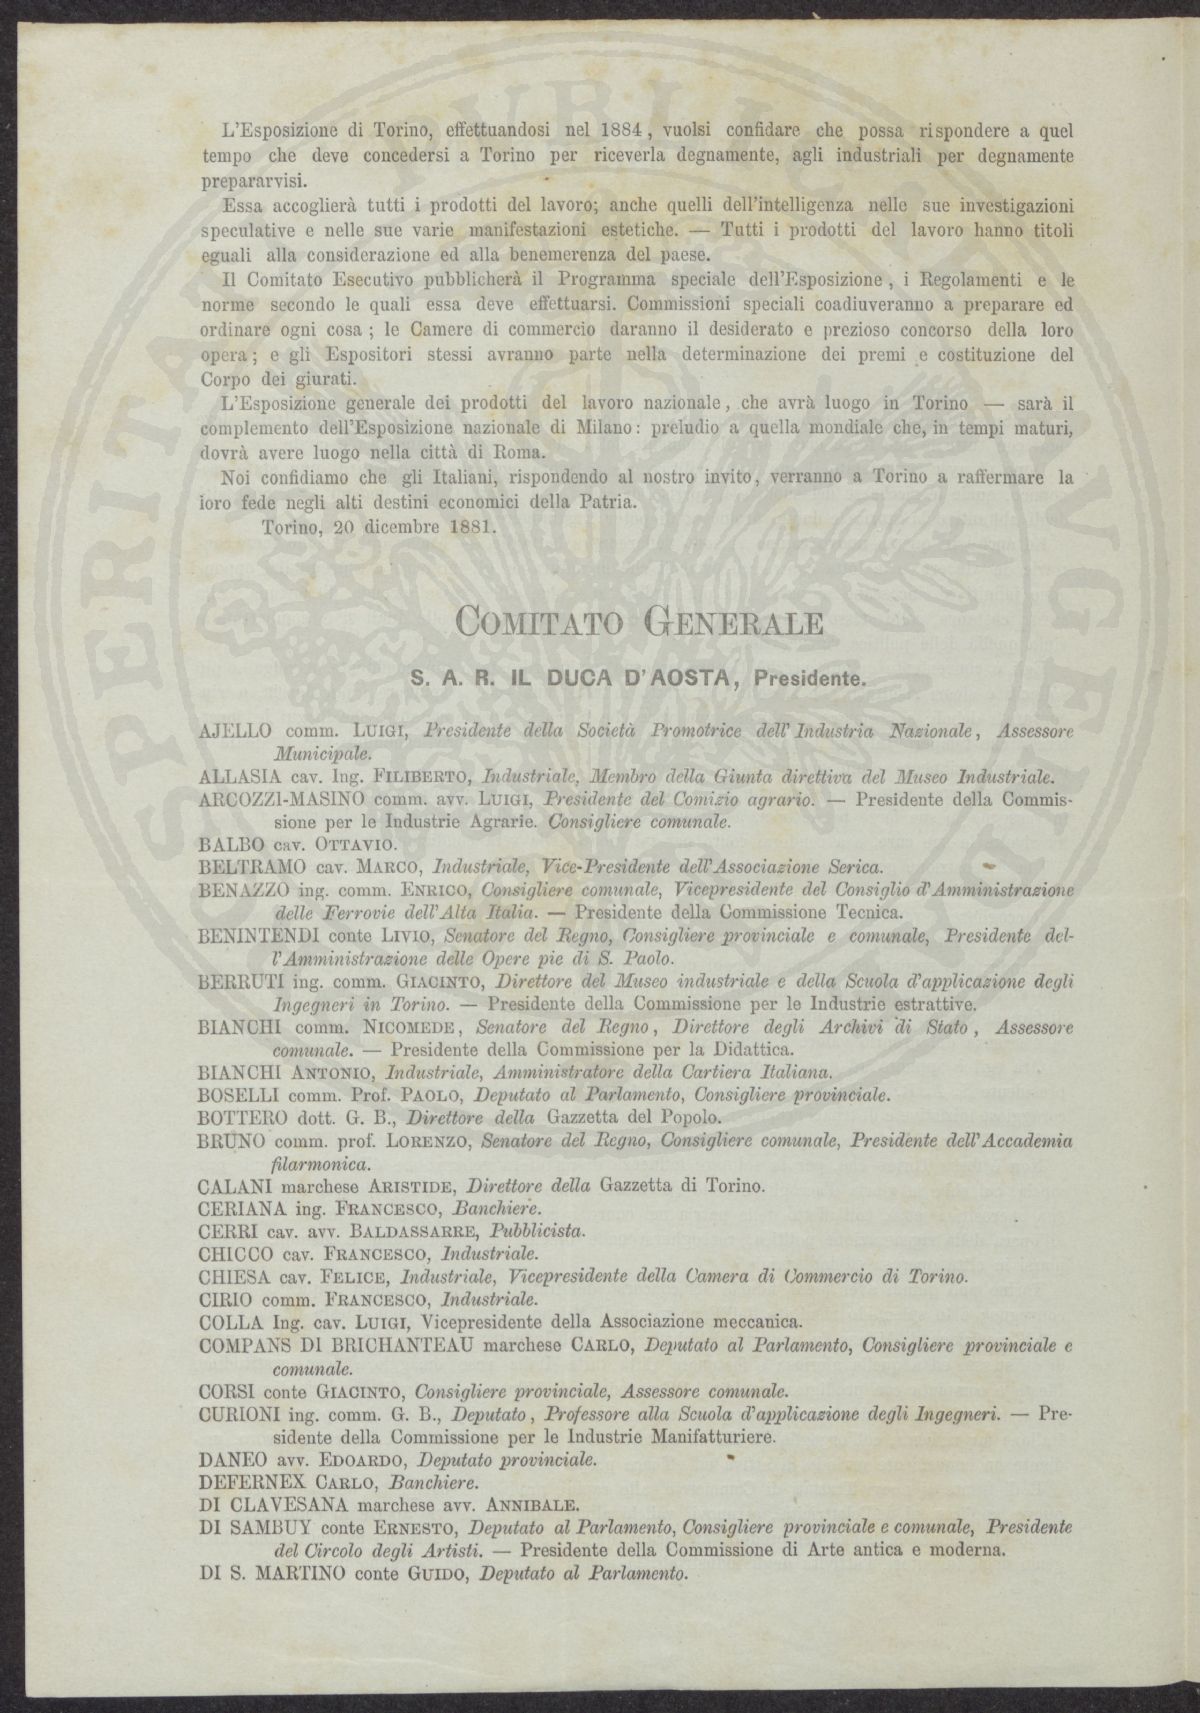 L'Esposizione di Torino, effettuandosi nel 1884, vuolsi confidare che possa rispondere a quel
tempo che deve concedersi a Torino per riceverla degnamente, agli industriali per degnamente
prepararvisi.
Essa accoglierà tutti i prodotti del lavoro; anche quelli dell'intelligenza nelle sue investigazioni
speculative e nelle sue varie manifestazioni estetiche. — Tutti i prodotti del lavoro hanno titoli
eguali alla considerazione ed alla benemerenza del paese.
Il Comitato Esecutivo pubblicherà il Programma speciale dell'Esposizione, i Regolamenti e le
norme secondo le quali essa deve effettuarsi. Commissioni speciali coadiuveranno a preparare ed
ordinare ogni cosa; le Camere di commercio daranno il desiderato e prezioso concorso della loro
opera; e gli Espositori stessi avranno parte nella determinazione dei premi e costituzione del
Corpo dei giurati.
L'Esposizione generale dei prodotti del lavoro nazionale, che avrà luogo in Torino — sarà il
complemento dell'Esposizione nazionale di Milano: preludio a quella mondiale che, in tempi maturi,
dovrà avere luogo nella città di Roma.
Noi confidiamo che gli Italiani, rispondendo al nostro invito, verranno a Torino a raffermare la
loro fede negli alti destini economici della Patria.
Torino, 20 dicembre 1881.
COMITATO GENERALE
S. A. R. IL DUCA D'AOSTA, Presidente.
AJELLO comm. LUIGI, Presidente della Società Promotrice dell'Industria Nazionale, Assessore
Municipale.
ALLASIA cav. Ing. FILIBERTO, Industriale, Membro della Giunta direttiva del Museo Industriale.
ARCOZZI-MASINO comm. avv. LUIGI, Presidente del Comizio agrario. — Presidente della Commis-
sione per le Industrie Agrarie. Consigliere comunale.
BALBO cav. OTTAVIO.
BELTRAMO cav. MARCO, Industriale, Vice-Presidente dell'Associazione Serica.
BENAZZO ing. comm. ENRICO, Consigliere comunale, Vicepresidente del Consiglio d'Amministrazione
delle Ferrovie dell'Alta Italia. — Presidente della Commissione Tecnica.
BENINTENDI conte LIVIO, Senatore del Regno, Consigliere provinciale e comunale, Presidente del-
l'Amministrazione delle Opere pie di S. Paolo.
BERRUTI ing. comm. GIACINTO, Direttore del Museo industriale e della Scuola d'applicazione degli
Ingegneri in Torino. — Presidente della Commissione per le Industrie estrattive.
BIANCHI comm. NICOMEDE, Senatore del Regno, Direttore degli Archivi di Stato, Assessore
comunale. — Presidente della Commissione per la Didattica.
BIANCHI ANTONIO, Industriale, Amministratore della Cartiera Italiana.
BOSELLI comm. Prof. PAOLO, Deputato al Parlamento, Consigliere provinciale.
BOTTERO dott. G. B., Direttore della Gazzetta del Popolo.
BRUNO comm. prof. LORENZO, Senatore del Regno, Consigliere comunale, Presidente dell'Accademia
filarmonica.
CALANI marchese ARISTIDE, Direttore della Gazzetta di Torino.
CERIANA ing. FRANCESCO, Banchiere.
CERRI cav. avv. BALDASSARRE, Pubblicista.
CHICCO cav. FRANCESCO, Industriale.
CHIESA cav. FELICE, Industriale, Vicepresidente della Camera di Commercio di Torino.
CIRIO comm. FRANCESCO, Industriale.
COLLA Ing. cav. LUIGI, Vicepresidente della Associazione meccanica.
COMPANS DI BRICHANTEAU marchese CARLO, Deputato al Parlamento, Consigliere provinciale e
comunale.
CORSI conte GIACINTO, Consigliere provinciale, Assessore comunale.
CURIONI ing. comm. G. B., Deputato, Professore alla Scuola d'applicazione degli Ingegneri. — Pre-
sidente della Commissione per le Industrie Manifatturiere.
DANEO avv. EDOARDO, Deputato provinciale.
DEFERNEX CARLO, Banchiere.
DI CLAVESANA marchese avv. ANNIBALE.
DI SAMBUY conte ERNESTO, Deputato al Parlamento, Consigliere provinciale e comunale, Presidente
del Circolo degli Artisti. — Presidente della Commissione di Arte antica e moderna.
DI S. MARTINO conte GUIDO, Deputato al Parlamento.